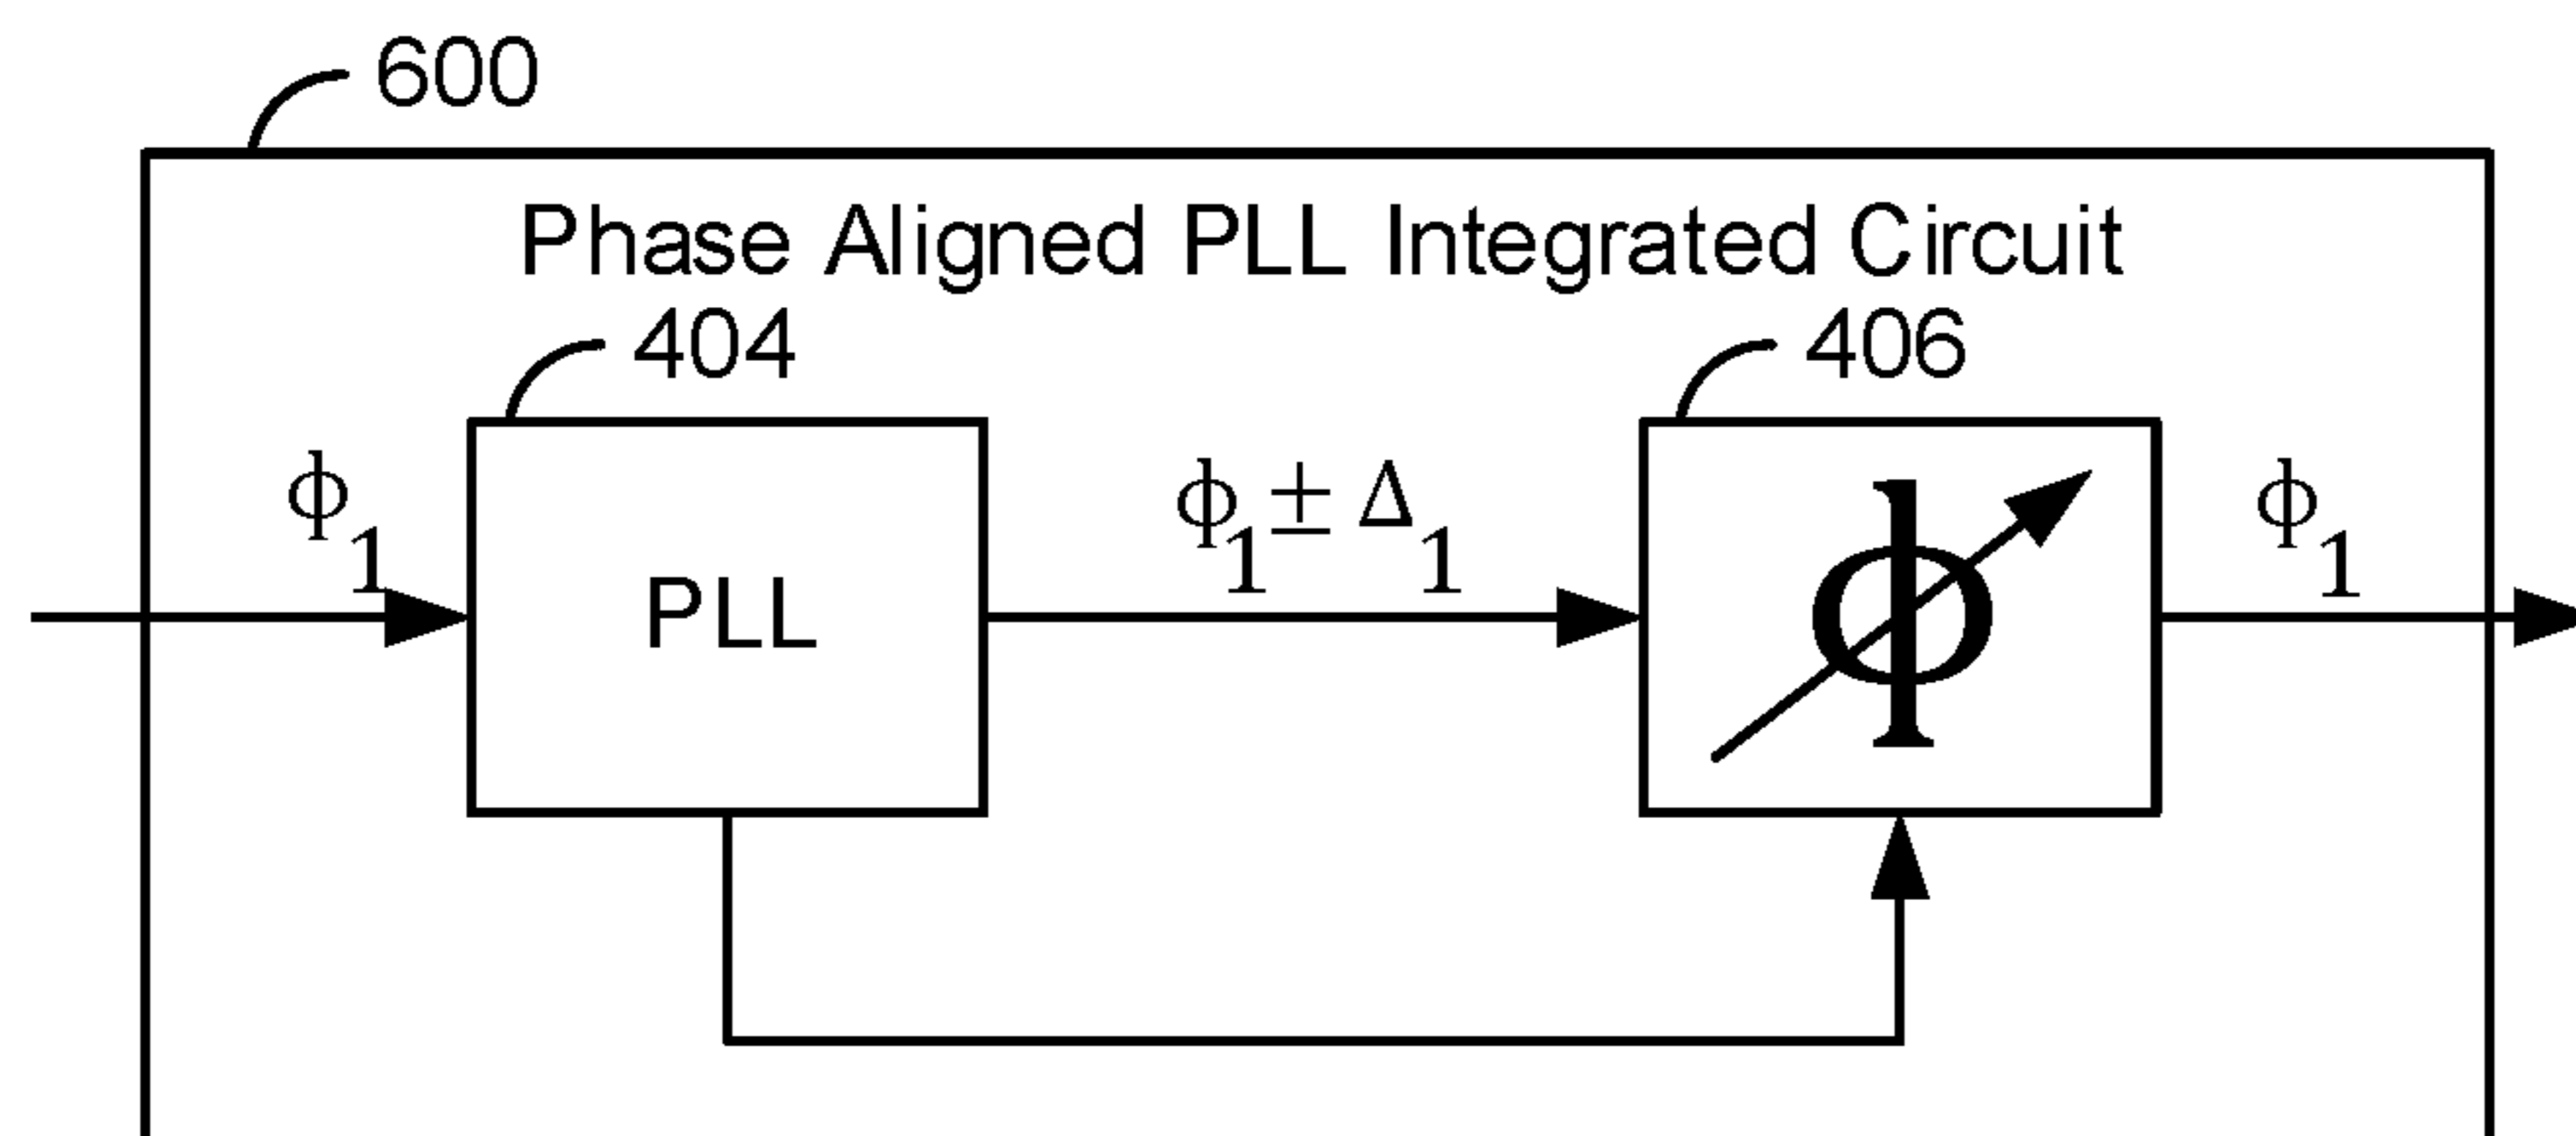 600
Phase Aligned PLL Integrated Circuit
404
406
ϕ1
PLL
ϕ1 ± Δ1
ϕ
ϕ1